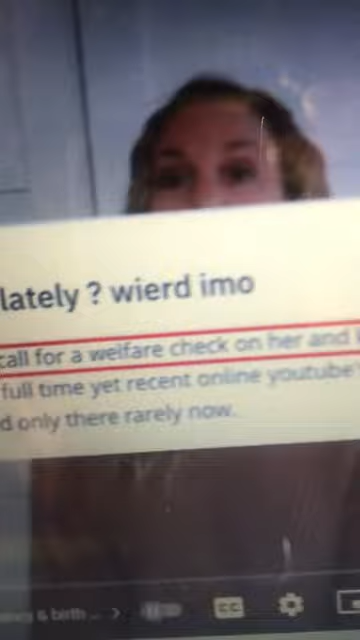 lately ? wierd imo
call for a welfare check on her and
full time yet recent online youtube
d only there rarely now.
& birth ...
CC